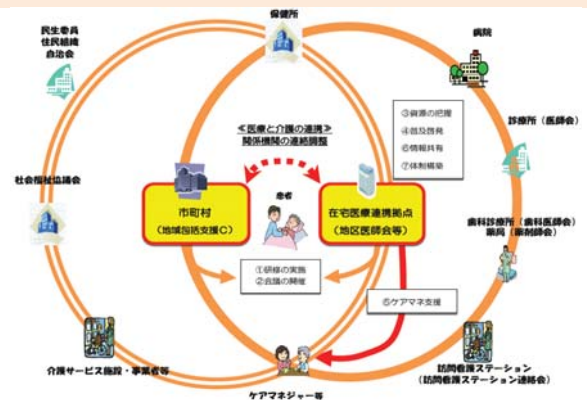 保健所
民生委員
住民組織
自治会
病院
③資源の把握
④普及啓発
⑥情報共有
⑦体制構築
診療所（医師会）
≪医療と介護の連携≫
関係機関の連絡調整
社会福祉協議会
患者
市町村
（地域包括支援C）
在宅医療連携拠点
（地区医師会等）
歯科診療所（歯科医師会）
薬局（薬剤師会）
①研修の実施
②会議の開催
⑤ケアマネ支援
介護サービス施設・事業者等
訪問看護ステーション
（訪問看護ステーション連絡会）
ケアマネジャー等